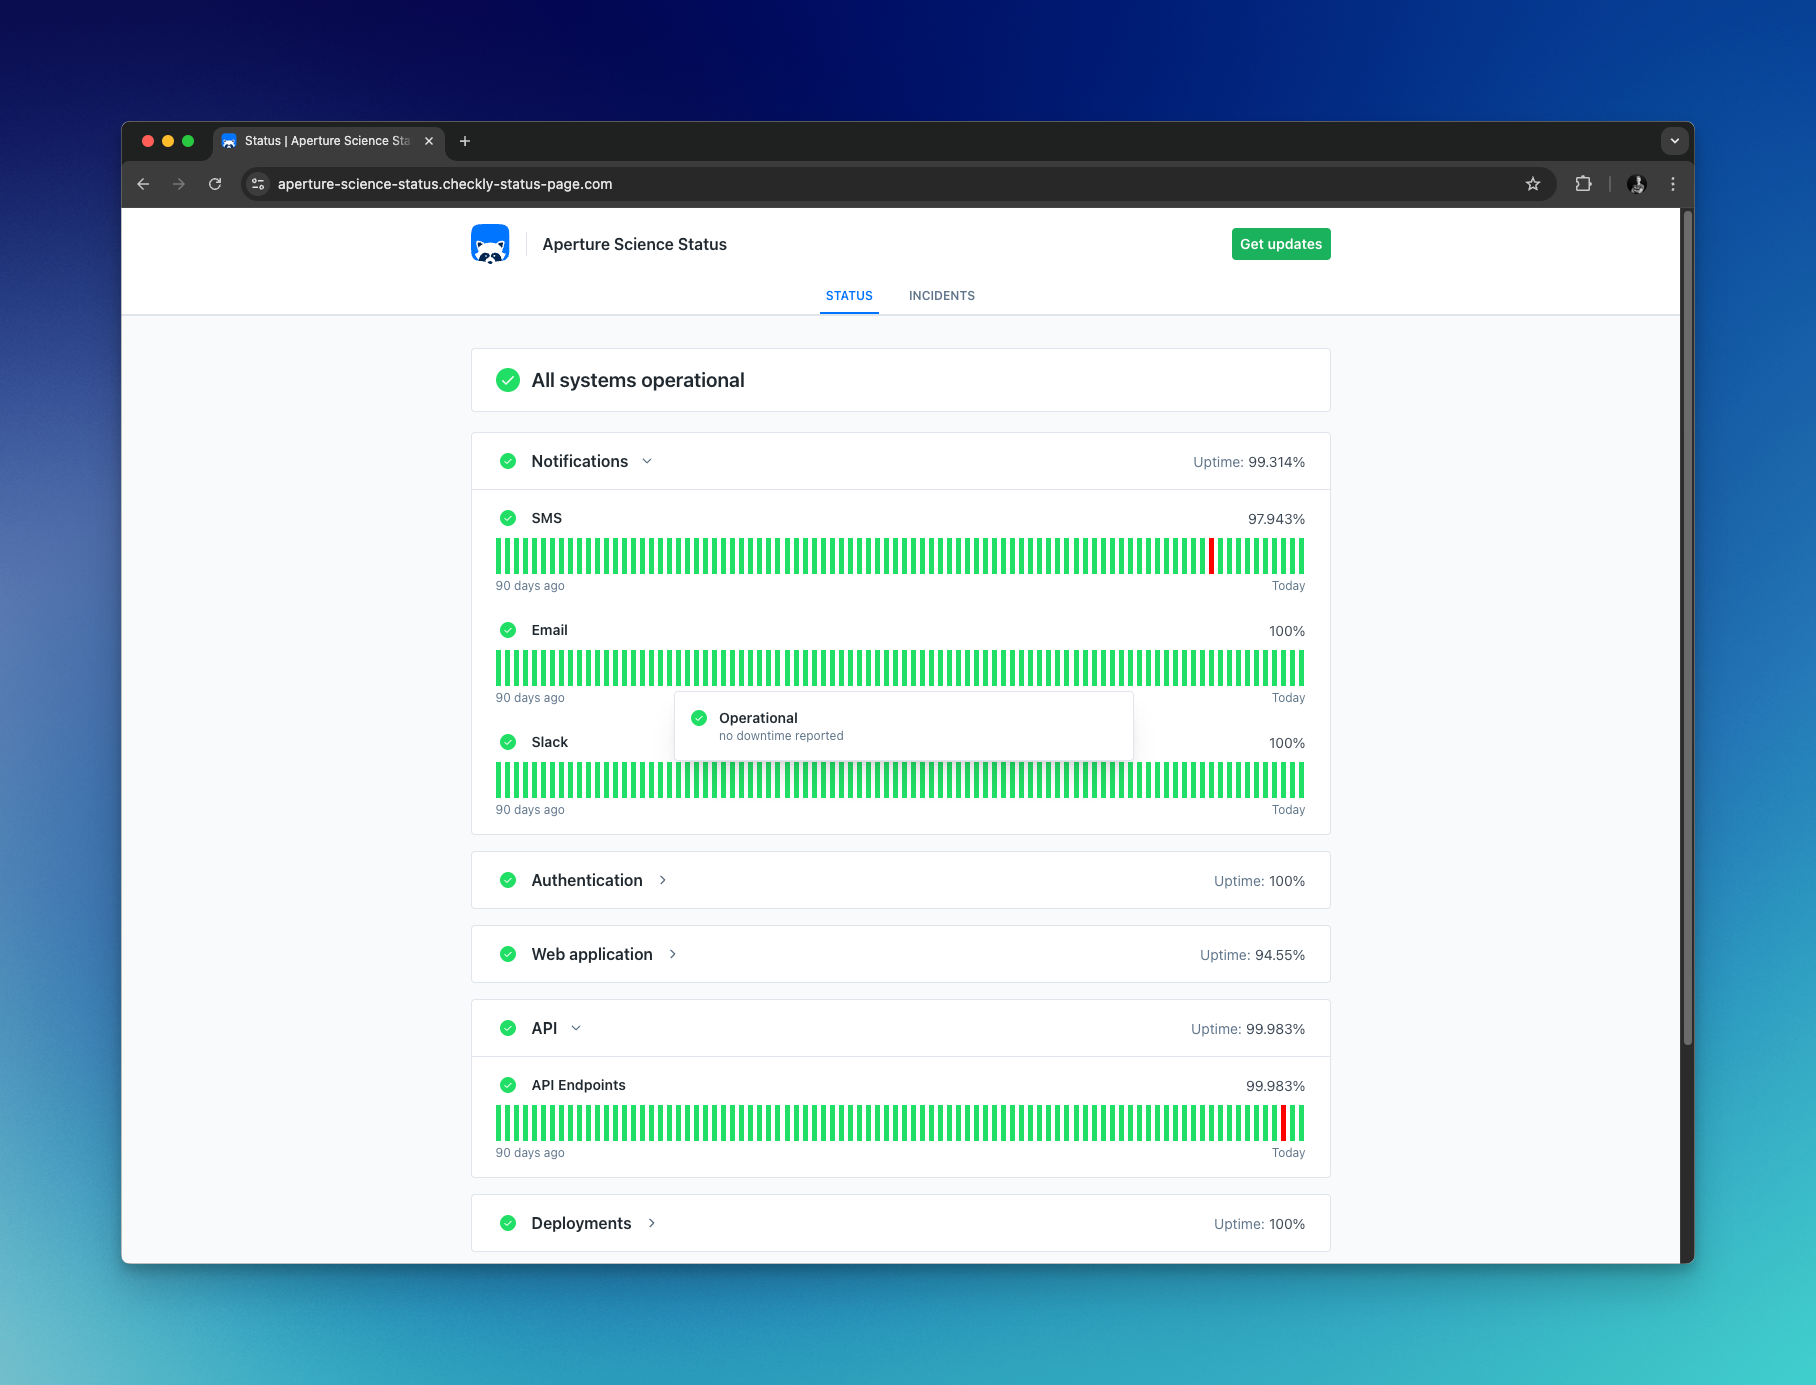 Status | Aperture Science Sta
aperture-science-status.checkly-status-page.com
Aperture Science Status
Get updates
STATUS INCIDENTS
All systems operational
Notifications Uptime: 99.314%
SMS 97.943%
90 days ago Today
Email 100%
90 days ago Today
Operational
no downtime reported
Slack 100%
90 days ago Today
Authentication Uptime: 100%
Web application Uptime: 94.55%
API Uptime: 99.983%
API Endpoints 99.983%
90 days ago Today
Deployments Uptime: 100%